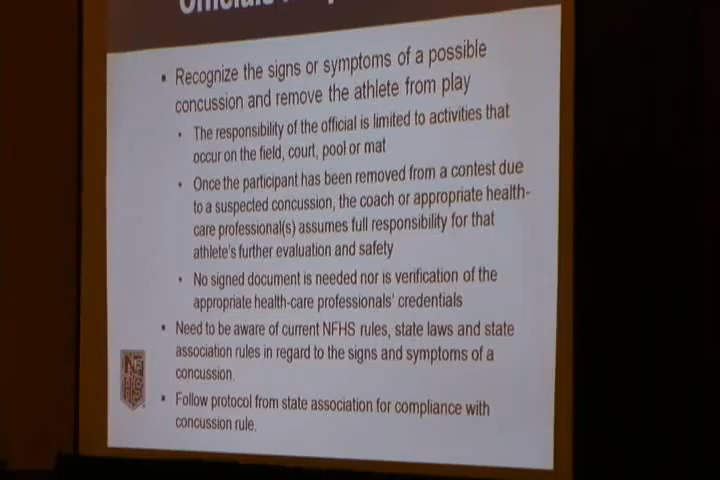 Officials
• Recognize the signs or symptoms of a possible
concussion and remove the athlete from play
• The responsibility of the official is limited to activities that
occur on the field, court, pool or mat
• Once the participant has been removed from a contest due
to a suspected concussion, the coach or appropriate health-
care professional(s) assumes full responsibility for that
athlete's further evaluation and safety
• No signed document is needed nor is verification of the
appropriate health-care professionals' credentials
• Need to be aware of current NFHS rules, state laws and state
association rules in regard to the signs and symptoms of a
concussion.
• Follow protocol from state association for compliance with
concussion rule.
NF
HS